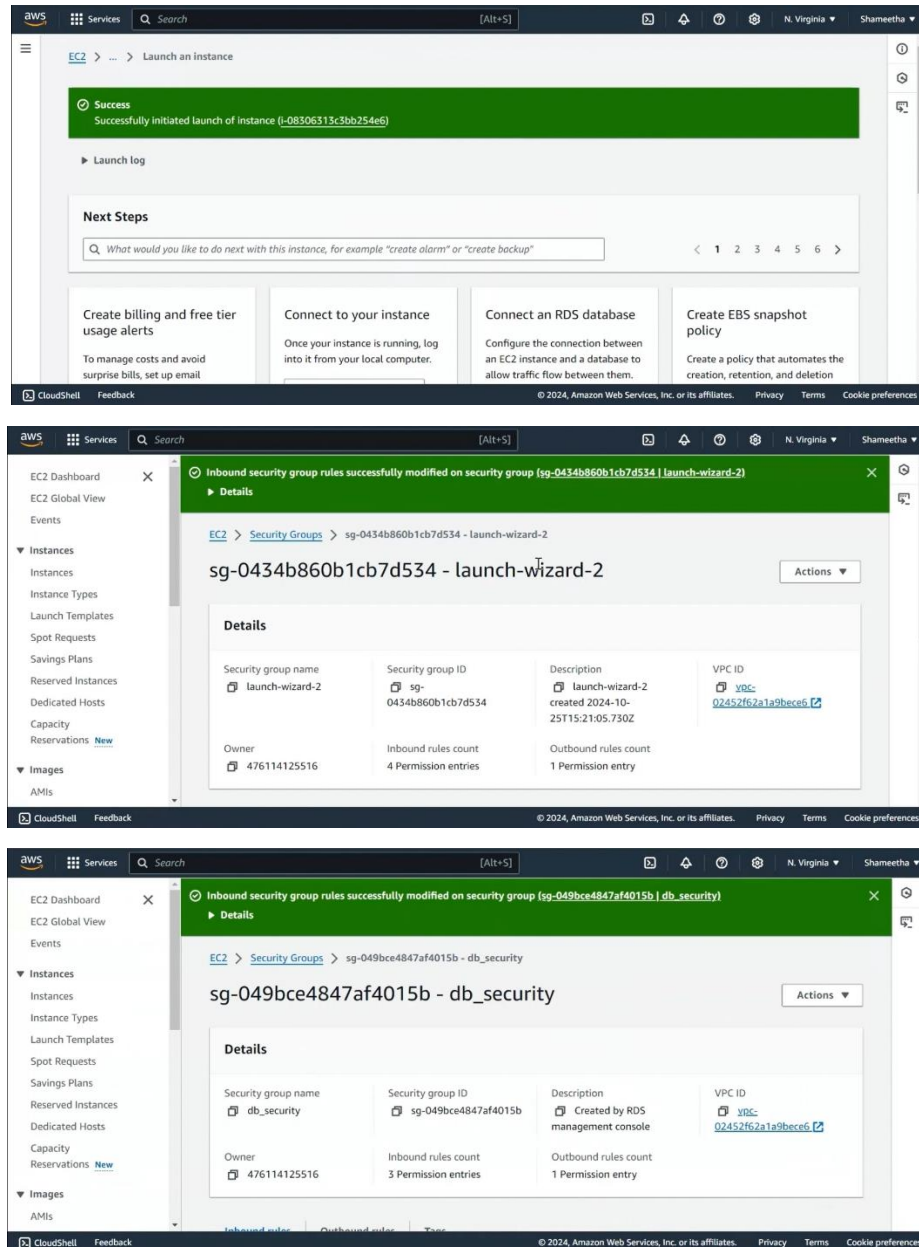 aws Services Search [Alt+S] N. Virginia Shameetha
EC2 > ... > Launch an instance
Success
Successfully initiated launch of instance (i-08306313c3bb254e6)
Launch log
Next Steps
What would you like to do next with this instance, for example "create alarm" or "create backup"
< 1 2 3 4 5 6 >
Create billing and free tier usage alerts
To manage costs and avoid surprise bills, set up email
Connect to your instance
Once your instance is running, log into it from your local computer.
Connect an RDS database
Configure the connection between an EC2 instance and a database to allow traffic flow between them.
Create EBS snapshot policy
Create a policy that automates the creation, retention, and deletion
CloudShell Feedback © 2024, Amazon Web Services, Inc. or its affiliates. Privacy Terms Cookie preferences
aws Services Search [Alt+S] N. Virginia Shameetha
EC2 Dashboard
EC2 Global View
Events
Instances
Instances
Instance Types
Launch Templates
Spot Requests
Savings Plans
Reserved Instances
Dedicated Hosts
Capacity
Reservations New
Images
AMIs
Inbound security group rules successfully modified on security group (sg-0434b860b1cb7d534 | launch-wizard-2)
Details
EC2 > Security Groups > sg-0434b860b1cb7d534 - launch-wizard-2
sg-0434b860b1cb7d534 - launch-wizard-2
Actions
Details
Security group name
launch-wizard-2
Security group ID
sg-
0434b860b1cb7d534
Description
launch-wizard-2
created 2024-10-
25T15:21:05.730Z
VPC ID
vpc-
02452f62a1a9bece6
Owner
476114125516
Inbound rules count
4 Permission entries
Outbound rules count
1 Permission entry
CloudShell Feedback © 2024, Amazon Web Services, Inc. or its affiliates. Privacy Terms Cookie preferences
aws Services Search [Alt+S] N. Virginia Shameetha
EC2 Dashboard
EC2 Global View
Events
Instances
Instances
Instance Types
Launch Templates
Spot Requests
Savings Plans
Reserved Instances
Dedicated Hosts
Capacity
Reservations New
Images
AMIs
Inbound security group rules successfully modified on security group (sg-049bce4847af4015b | db_security)
Details
EC2 > Security Groups > sg-049bce4847af4015b - db_security
sg-049bce4847af4015b - db_security
Actions
Details
Security group name
db_security
Security group ID
sg-049bce4847af4015b
Description
Created by RDS
management console
VPC ID
vpc-
02452f62a1a9bece6
Owner
476114125516
Inbound rules count
3 Permission entries
Outbound rules count
1 Permission entry
Inbound rules Outbound rules Tags
CloudShell Feedback © 2024, Amazon Web Services, Inc. or its affiliates. Privacy Terms Cookie preferences